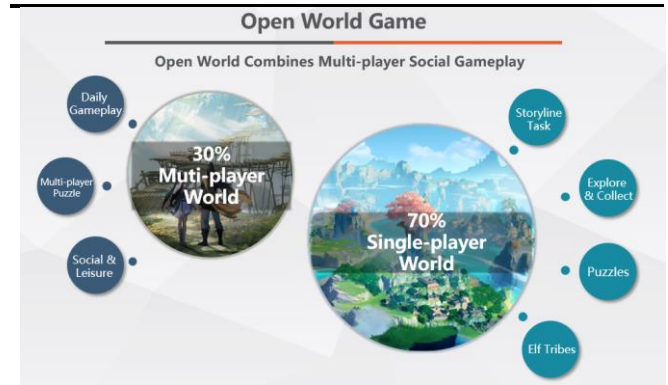 Open World Game
Open World Combines Multi-player Social Gameplay
Daily
Gameplay
Multi-player
Puzzle
Social &
Leisure
30%
Muti-player
World
70%
Single-player
World
Storyline
Task
Explore
& Collect
Puzzles
Elf Tribes